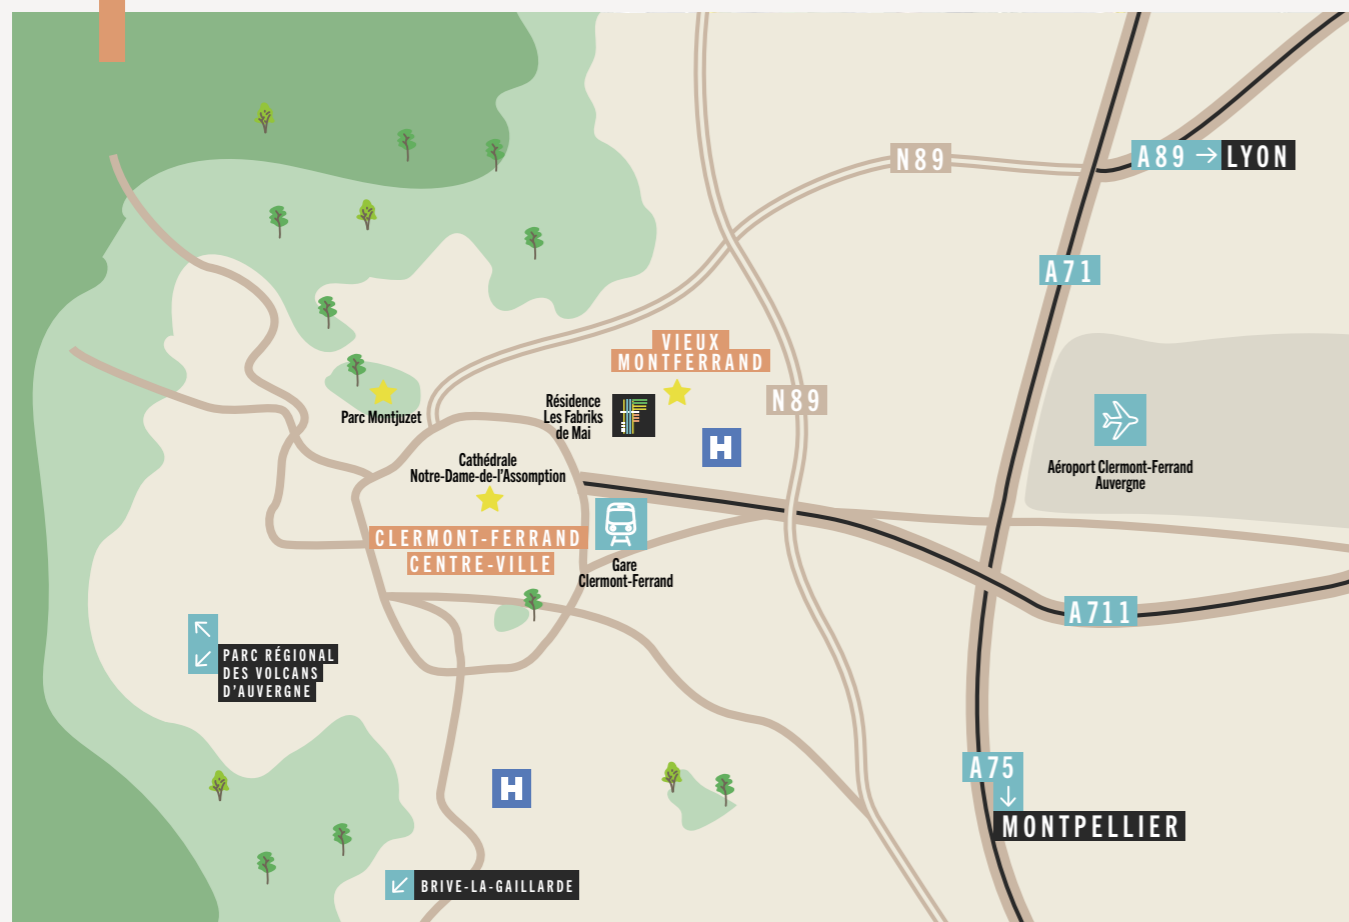 N89
A89 → LYON
A71
VIEUX
MONTFERRAND
N89
Résidence
Les Fabriks
de Mai
F
H
Parc Montjuzet
Cathédrale
Notre-Dame-de-l'Assomption
Aéroport Clermont-Ferrand
Auvergne
CLERMONT-FERRAND
CENTRE-VILLE
Gare
Clermont-Ferrand
A711
PARC RÉGIONAL
DES VOLCANS
D'AUVERGNE
A75
MONTPELLIER
H
BRIVE-LA-GAILLARDE